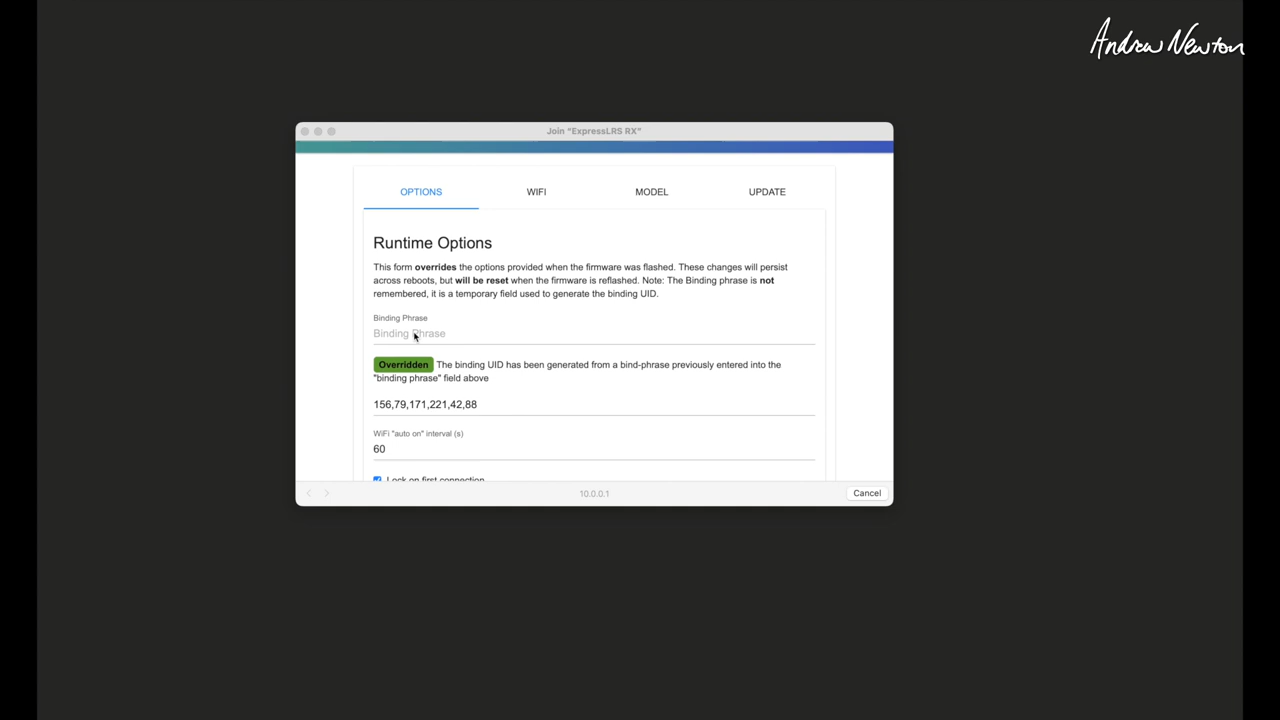 Andrew Newton
Join “ExpressLRS RX”
OPTIONS WIFI MODEL UPDATE
Runtime Options
This form overrides the options provided when the firmware was flashed. These changes will persist
across reboots, but will be reset when the firmware is reflashed. Note: The Binding phrase is not
remembered, it is a temporary field used to generate the binding UID.
Binding Phrase
Binding Phrase
Overridden The binding UID has been generated from a bind-phrase previously entered into the
"binding phrase" field above
156,79,171,221,42,88
WiFi "auto on" interval (s)
60
Lock on first connection
10.0.0.1
Cancel